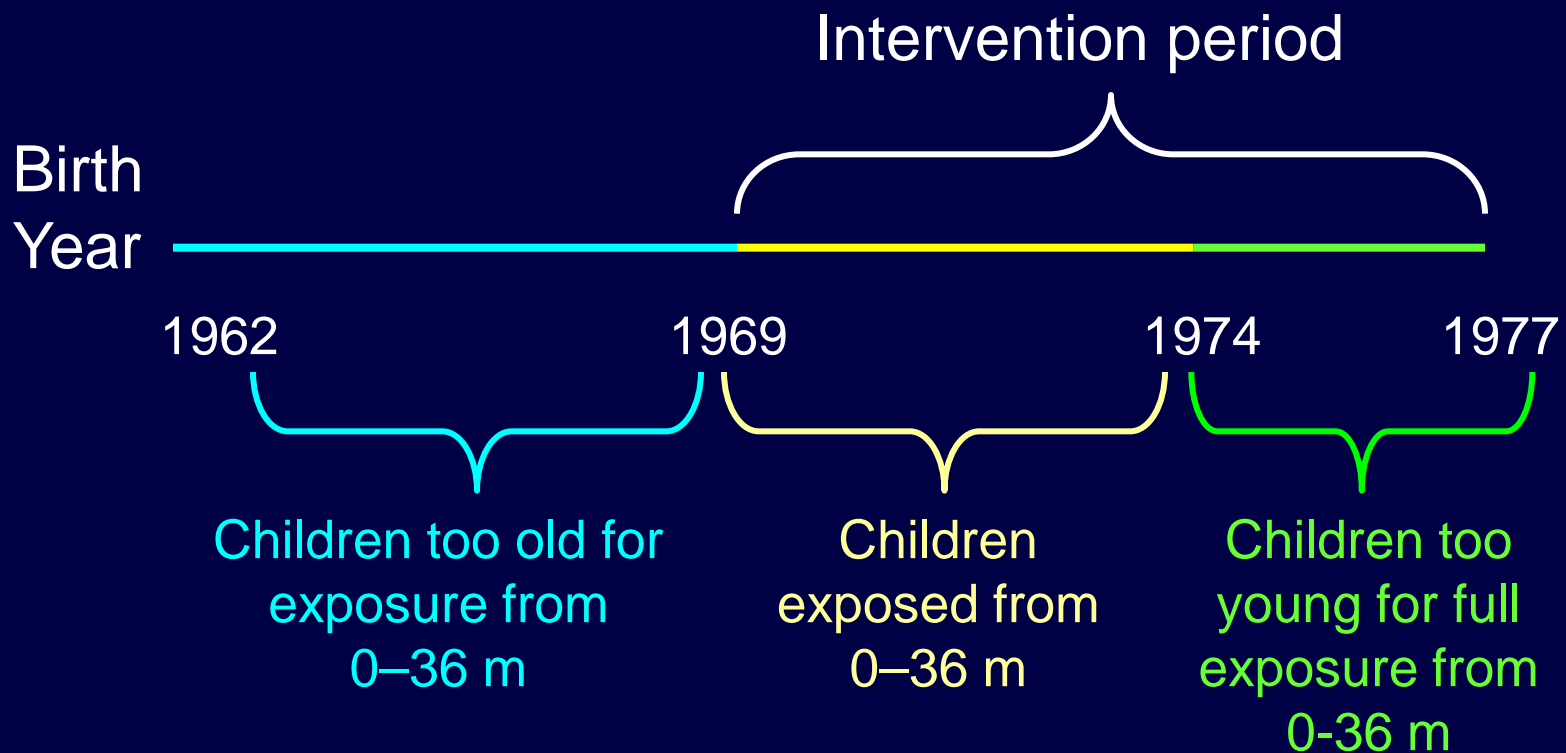 Intervention period
Birth
Year
1962
1969
1974
1977
Children too old for
exposure from
0–36 m
Children
exposed from
0–36 m
Children too
young for full
exposure from
0-36 m